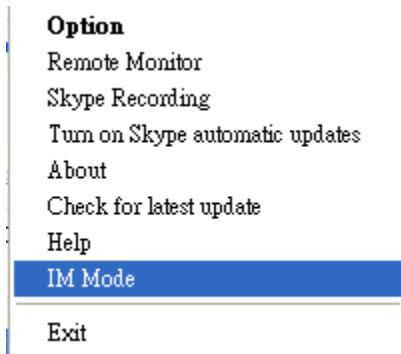 Option
Remote Monitor
Skype Recording
Turn on Skype automatic updates
About
Check for latest update
Help
IM Mode
Exit